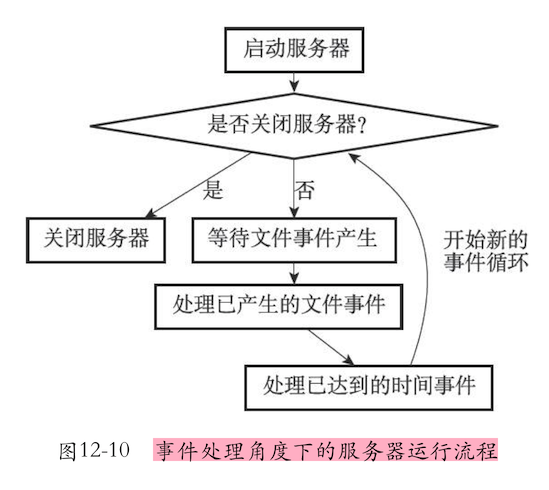 启动服务器
是否关闭服务器?
是
否
关闭服务器
等待文件事件产生
开始新的
事件循环
处理已产生的文件事件
处理已达到的时间事件
图12-10 事件处理角度下的服务器运行流程